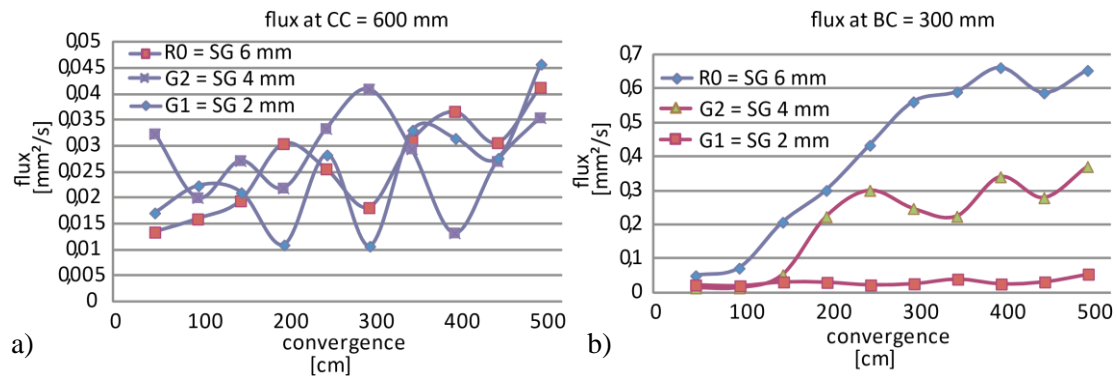 flux at CC = 600 mm
0,05
0,045
0,04
0,035
0,03
0,025
0,02
0,015
0,01
0,005
0
flux
[mm²/s]
R0 = SG 6 mm
G2 = SG 4 mm
G1 = SG 2 mm
0 100 200 300 400 500
convergence
[cm]
a)
flux at BC = 300 mm
0,7
0,6
0,5
0,4
0,3
0,2
0,1
0
flux
[mm²/s]
R0 = SG 6 mm
G2 = SG 4 mm
G1 = SG 2 mm
0 100 200 300 400 500
convergence
[cm]
b)